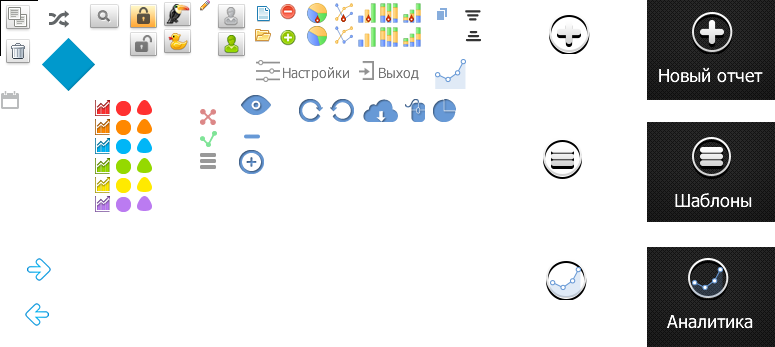 Настройки
Выход
Новый отчет
Шаблоны
Аналитика